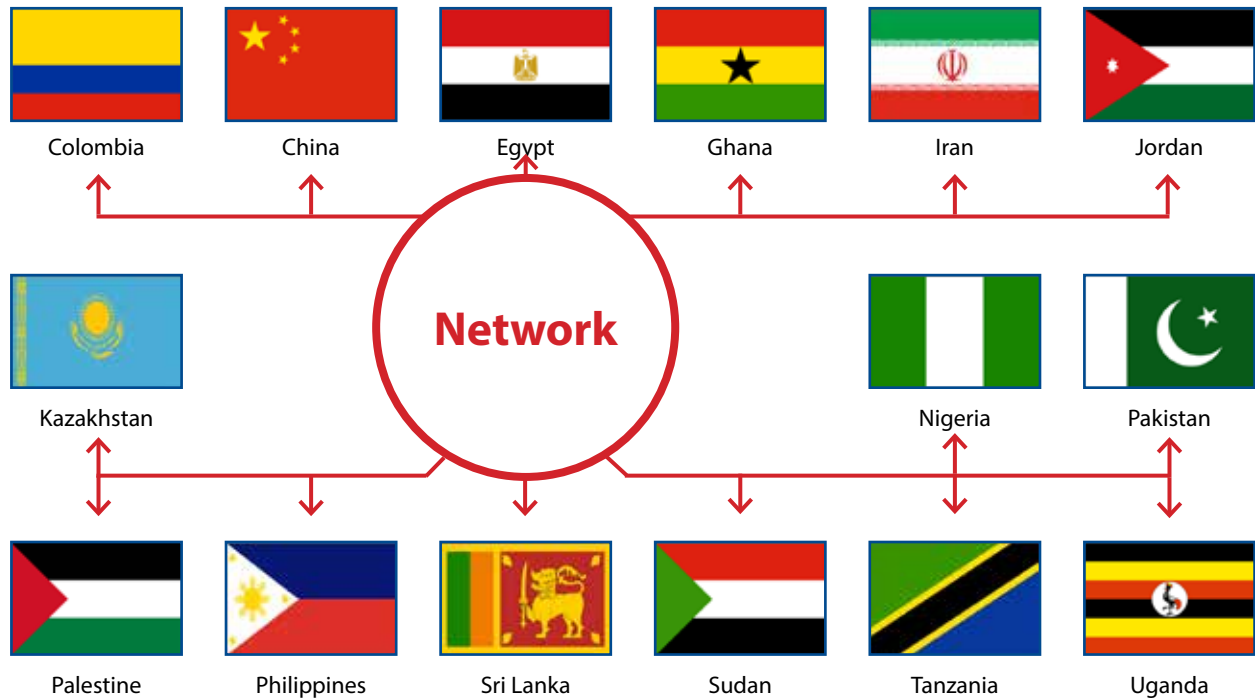 Colombia
China
Egypt
Ghana
Iran
Jordan
Network
Kazakhstan
Nigeria
Pakistan
Palestine
Philippines
Sri Lanka
Sudan
Tanzania
Uganda